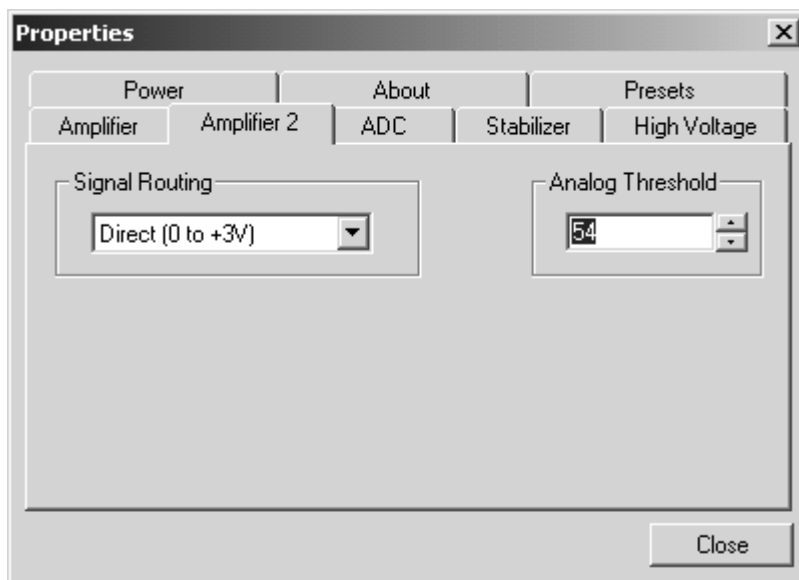 Properties
Power About Presets
Amplifier Amplifier 2 ADC Stabilizer High Voltage
Signal Routing Analog Threshold
Direct (0 to +3V) 54
Close